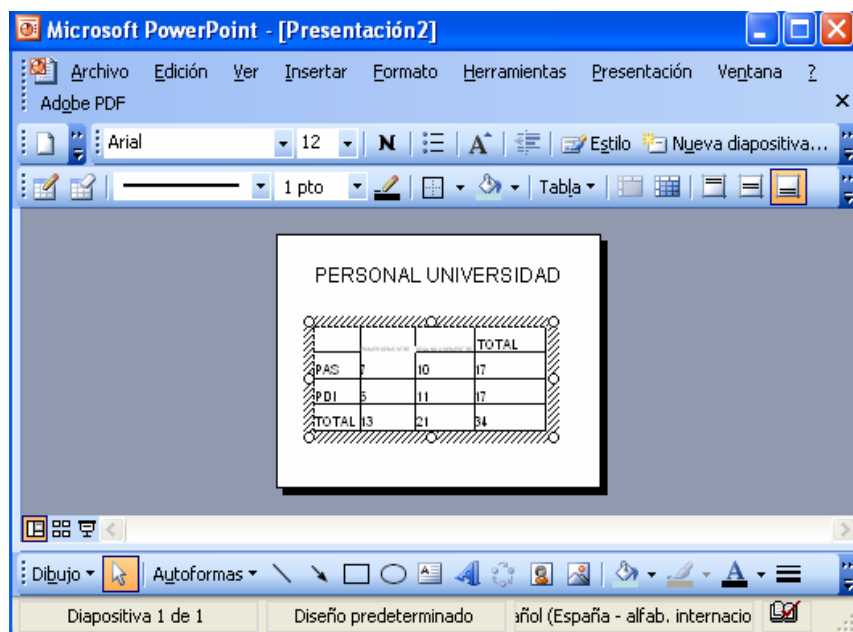 Microsoft PowerPoint - [Presentación2]
Archivo Edición Ver Insertar Formato Herramientas Presentación Ventana ?
Adobe PDF
Arial 12 N A Estilo Nueva diapositiva...
1 pto Tabla
PERSONAL UNIVERSIDAD
TOTAL
PAS 7 10 17
PDI 11 17
TOTAL 13 21 34
Dibujo Autoformas A
Diapositiva 1 de 1 Diseño predeterminado ñol (España - alfab. internacio